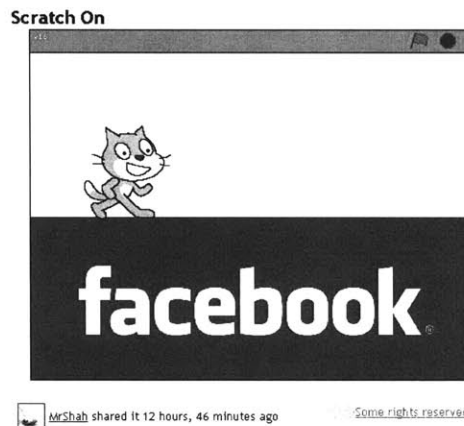 Scratch On
facebook
MrShah shared it 12 hours, 46 minutes ago
Some rights reserved